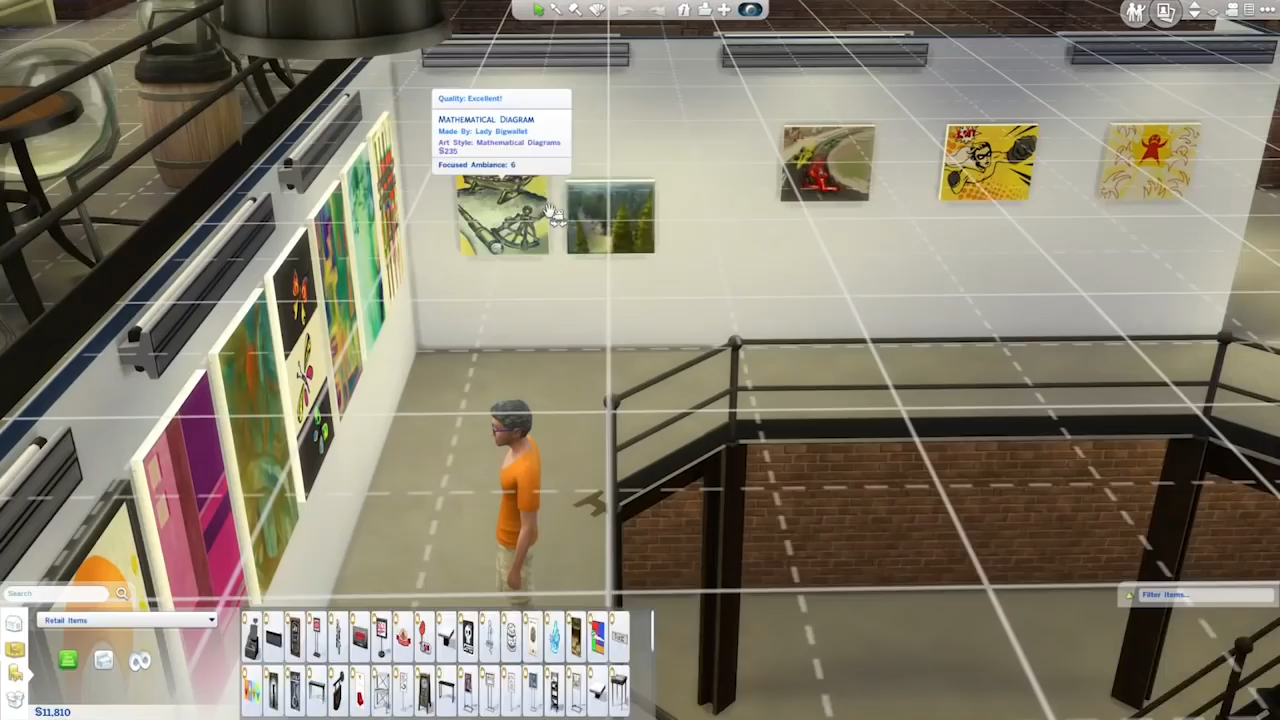 Quality: Excellent!
MATHEMATICAL DIAGRAM
Made By: Lady Bigwallet
Art Style: Mathematical Diagrams
§235
Focused Ambiance: 6
Search
Filter Items...
Retail Items
§11,810